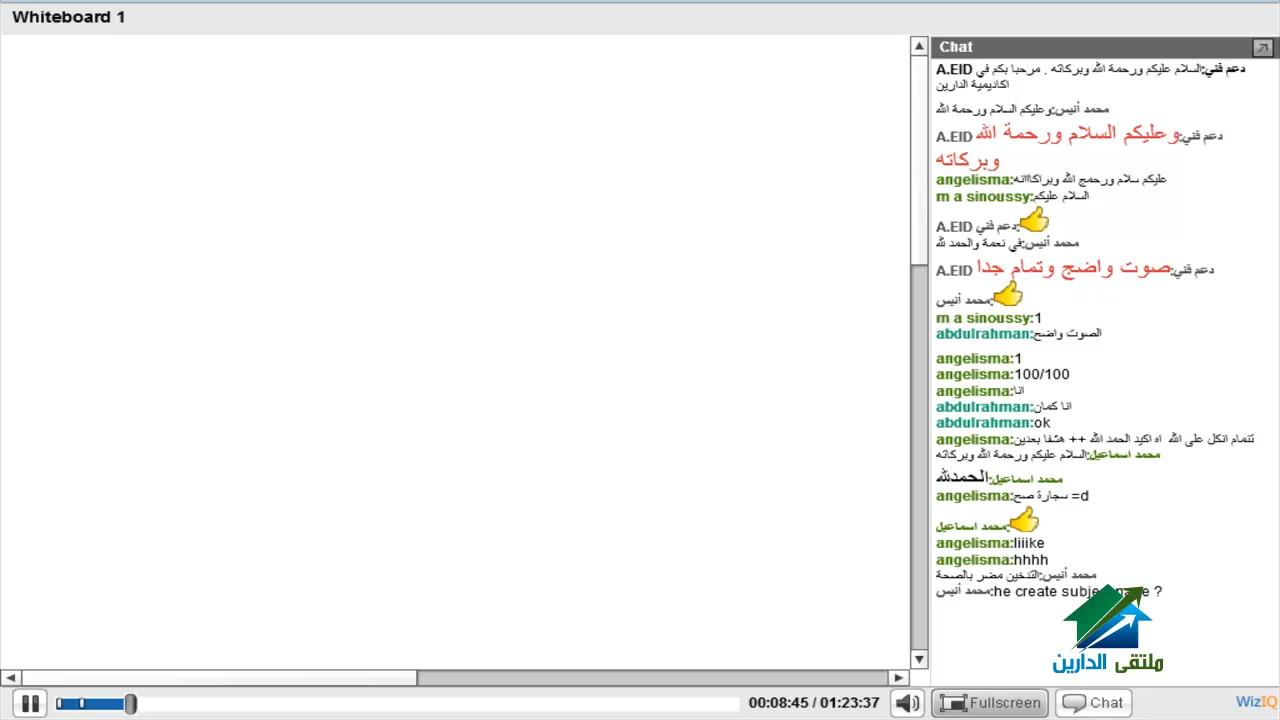 Whiteboard 1
Chat
A.EID دعم فني:السلام عليكم ورحمة الله وبركاته . مرحبا بكم في
اكاديمية الدارين
محمد أنيس:وعليكم السلام ورحمة الله
A.EID دعم فني:وعليكم السلام ورحمة الله
وبركاته
angelisma:عليكم سلام ورحمج الله وبراكااااته
m a sinoussy:السلام عليكم
A.EID دعم فني:
محمد أنيس:في نعمة والحمد لله
A.EID دعم فني:صوت واضج وتمام جدا
محمد أنيس:
m a sinoussy:1
abdulrahman:الصوت واضح
angelisma:1
angelisma:100/100
angelisma:انا
abdulrahman:انا كمان
abdulrahman:ok
angelisma:تتمام اتكل على الله اه اكيد الحمد الله ++ هشفا بعدين
محمد اسماعيل:السلام عليكم ورحمة الله وبركاته
محمد اسماعيل:الحمدلله
angelisma:سجارة صح =d
محمد اسماعيل:
angelisma:liiike
angelisma:hhhh
محمد أنيس:التدخين مضر بالصحة
محمد أنيس:he create ?
ملتقى الدارين
00:08:45 / 01:23:37
Fullscreen
Chat
WizIQ